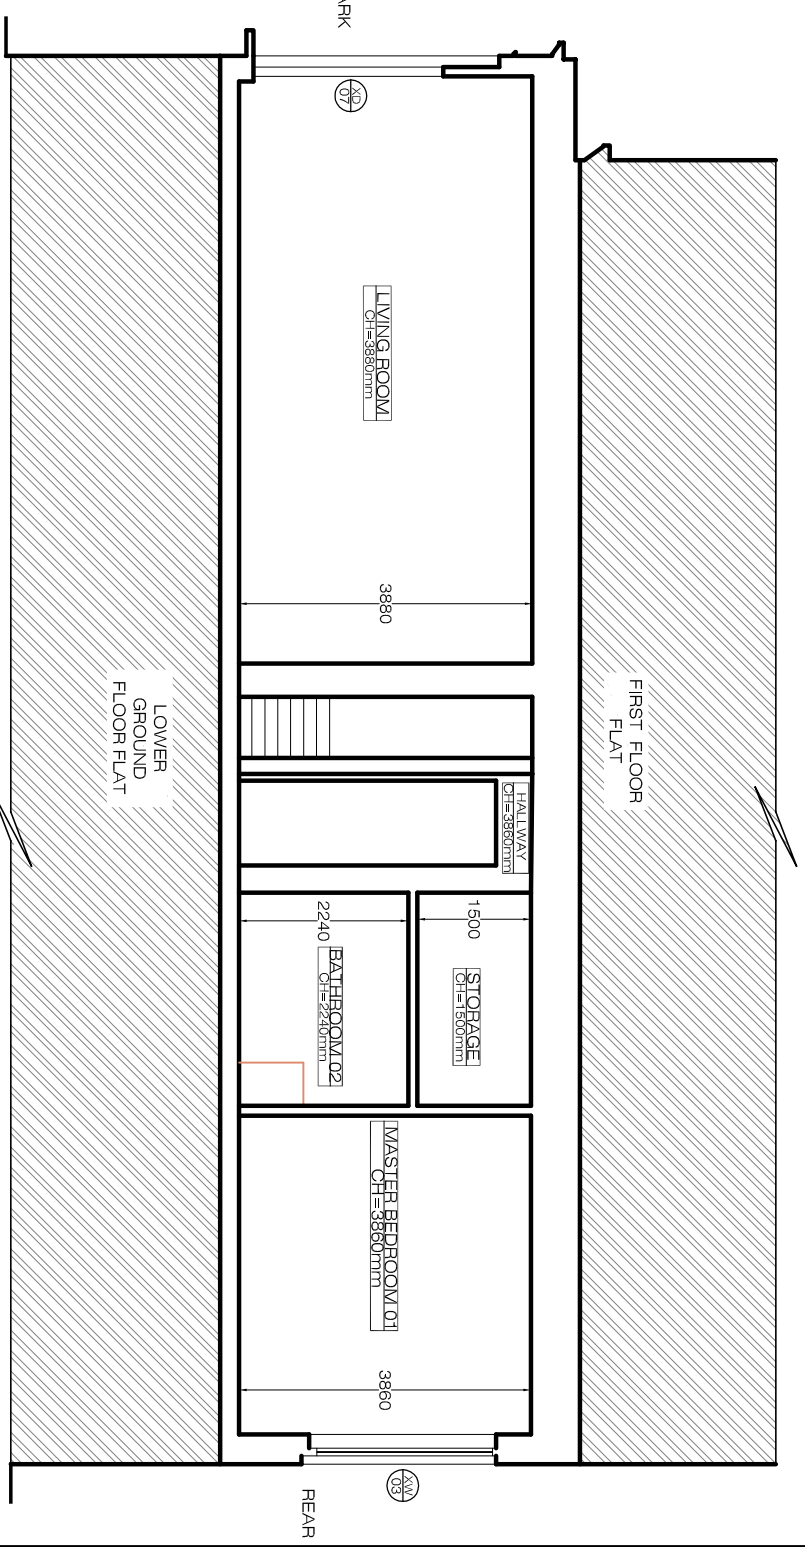 ARK
XD
07
LIVING ROOM
CH=3880mm
3880
FIRST FLOOR
FLAT
LOWER
GROUND
FLOOR FLAT
HALLWAY
CH=3860mm
1500
STORAGE
CH=1500mm
2240
BATHROOM 02
CH=2240mm
MASTER BEDROOM 01
CH=3860mm
3860
XW
03
REAR